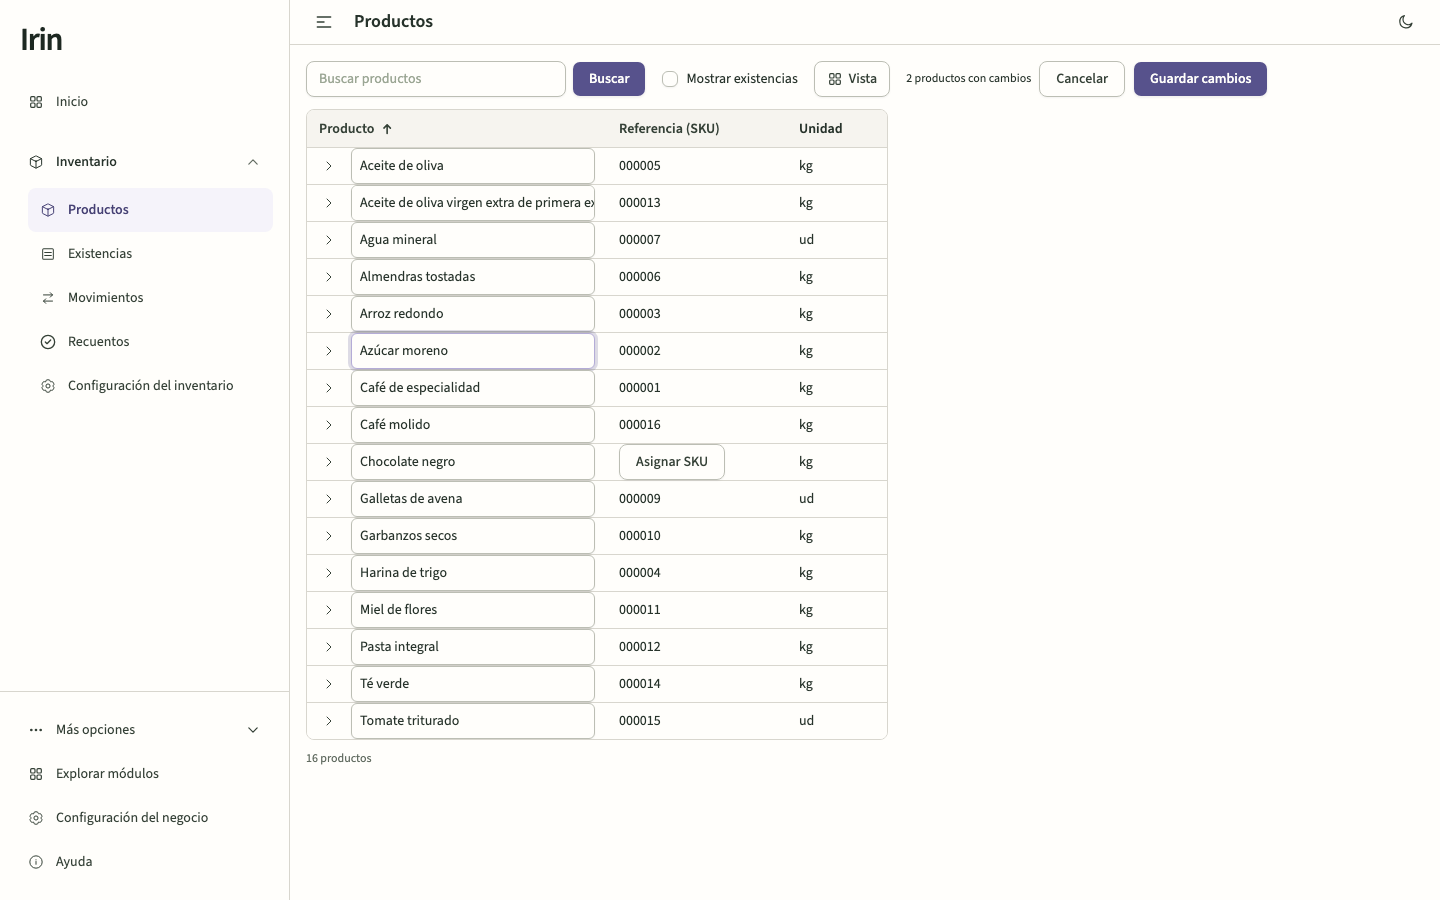 Irin
Inicio
Inventario
Productos
Existencias
Movimientos
Recuentos
Configuración del inventario
Más opciones
Explorar módulos
Configuración del negocio
Ayuda
Productos
Buscar productos
Buscar
Mostrar existencias
Vista
2 productos con cambios
Cancelar
Guardar cambios
Producto Referencia (SKU) Unidad
Aceite de oliva 000005 kg
Aceite de oliva virgen extra de primera ex 000013 kg
Agua mineral 000007 ud
Almendras tostadas 000006 kg
Arroz redondo 000003 kg
Azúcar moreno 000002 kg
Café de especialidad 000001 kg
Café molido 000016 kg
Chocolate negro Asignar SKU kg
Galletas de avena 000009 ud
Garbanzos secos 000010 kg
Harina de trigo 000004 kg
Miel de flores 000011 kg
Pasta integral 000012 kg
Té verde 000014 kg
Tomate triturado 000015 ud
16 productos